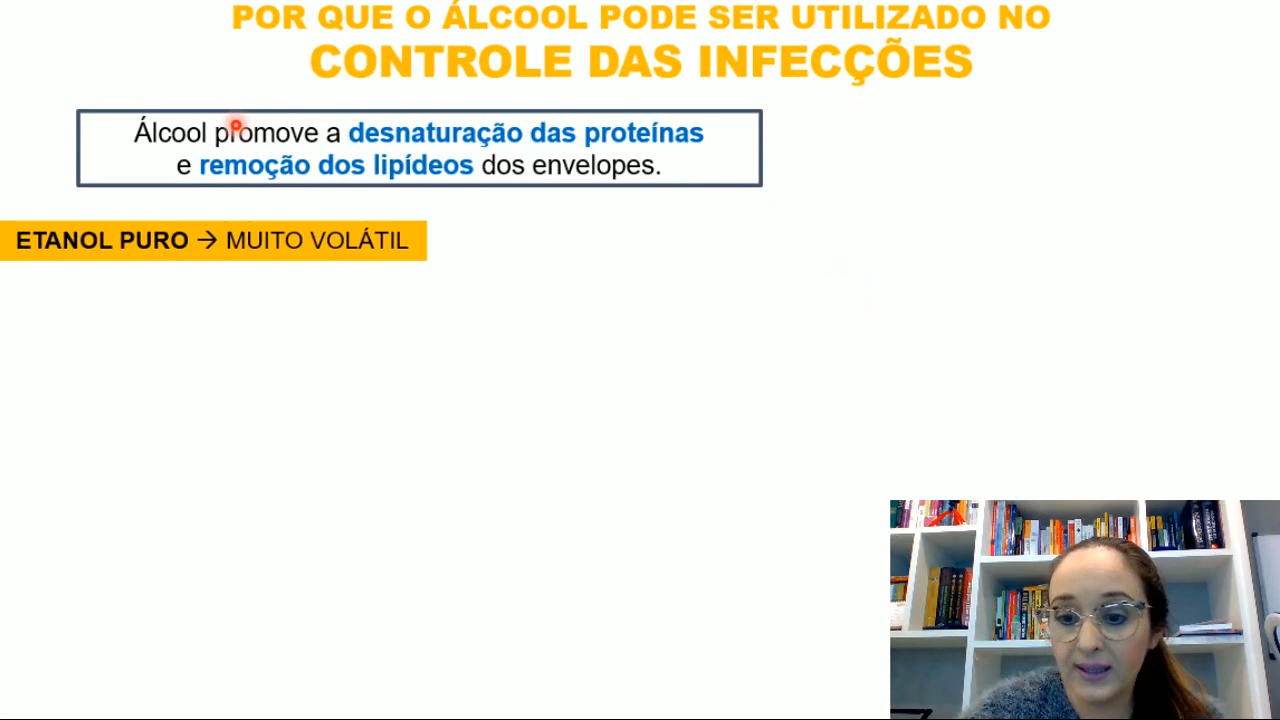 POR QUE O ÁLCOOL PODE SER UTILIZADO NO
CONTROLE DAS INFECÇÕES
Álcool promove a desnaturação das proteínas
e remoção dos lipídeos dos envelopes.
ETANOL PURO → MUITO VOLÁTIL